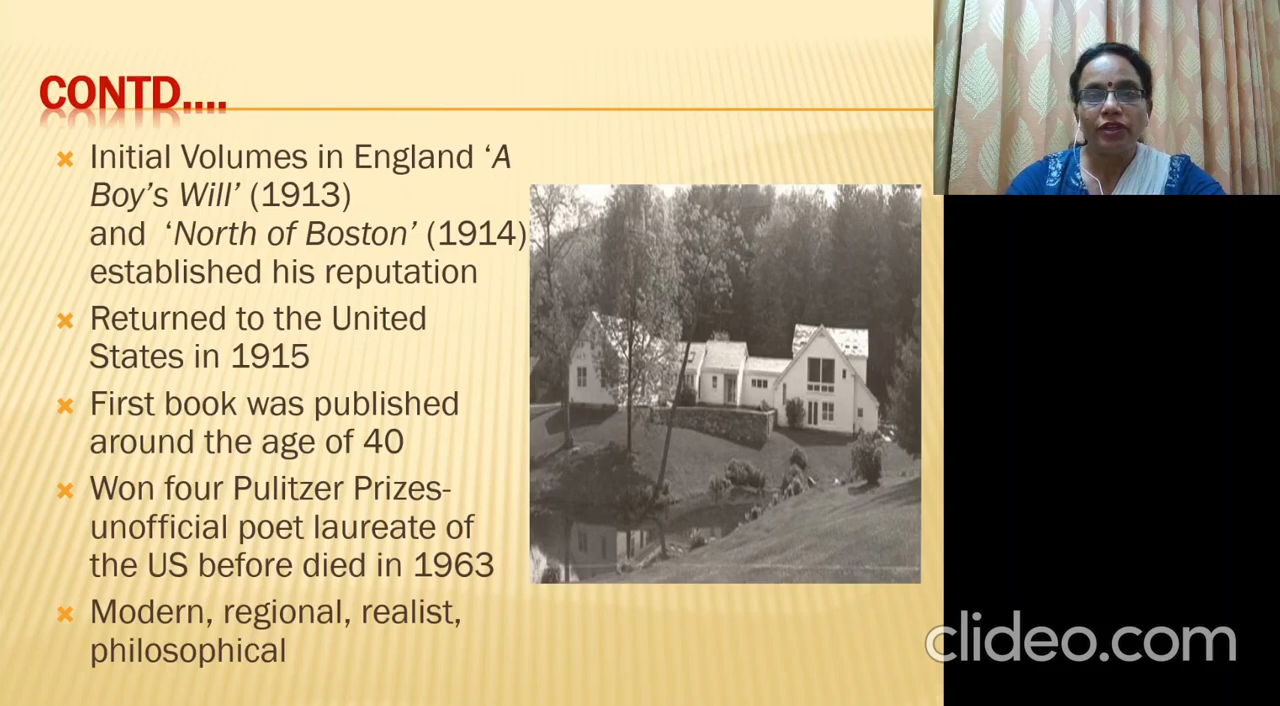 CONTD....
Initial Volumes in England ‘A
Boy’s Will’ (1913)
and ‘North of Boston’ (1914)
established his reputation
Returned to the United
States in 1915
First book was published
around the age of 40
Won four Pulitzer Prizes-
unofficial poet laureate of
the US before died in 1963
Modern, regional, realist,
philosophical
clideo.com